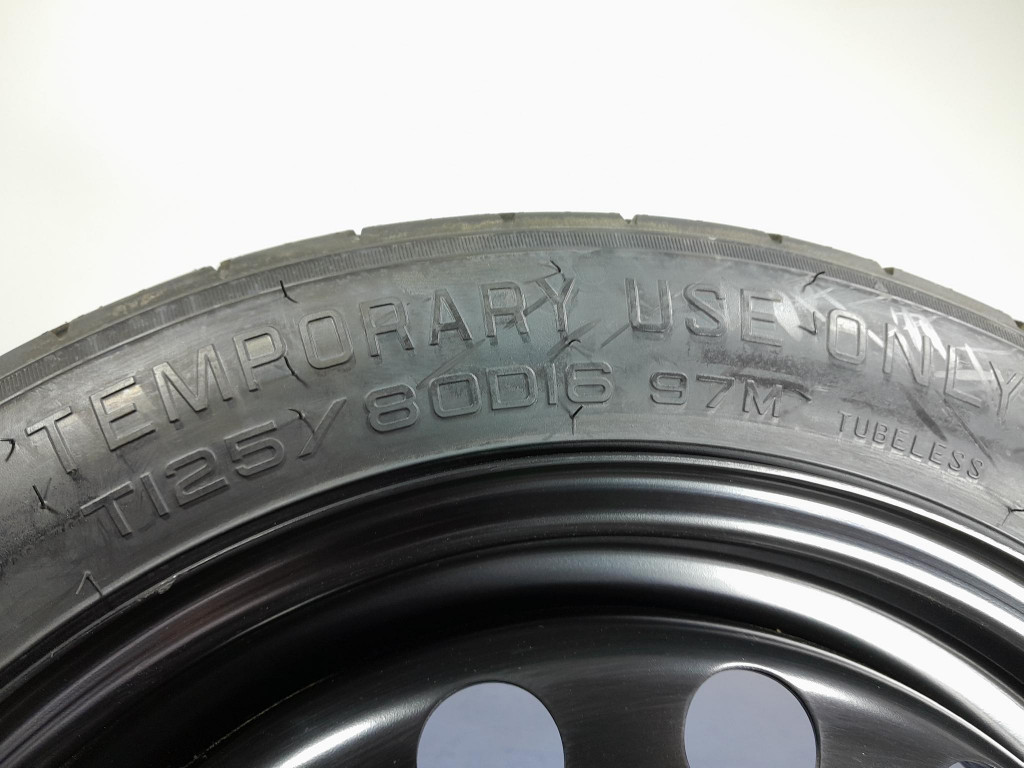 TEMPORARY USE ONLY
T125/80D16 97M TUBELESS